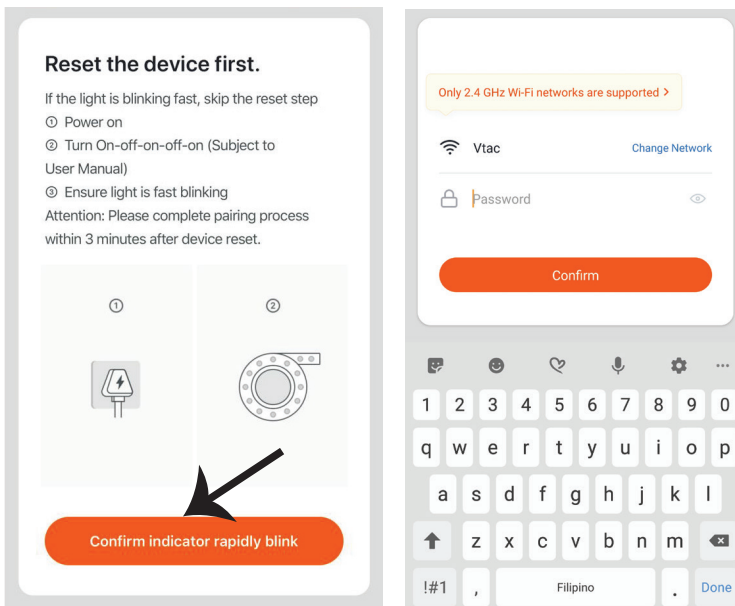 Reset the device first.
If the light is blinking fast, skip the reset step
① Power on
② Turn On-off-on-off-on (Subject to
User Manual)
③ Ensure light is fast blinking
Attention: Please complete pairing process
within 3 minutes after device reset.
① ②
Confirm indicator rapidly blink
Only 2.4 GHz Wi-Fi networks are supported >
Vtac Change Network
Password
Confirm
1 2 3 4 5 6 7 8 9 0
q w e r t y u i o p
a s d f g h j k l
z x c v b n m
!#1 , Filipino . Done